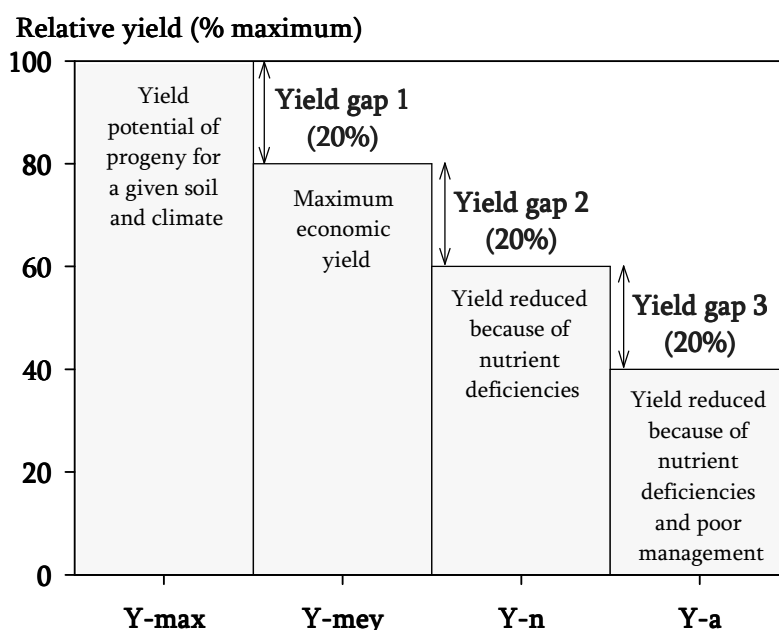 Relative yield (% maximum)
100
80
60
40
20
0
Yield
potential of
progeny for
a given soil
and climate
Yield gap 1
(20%)
Maximum
economic
yield
Yield gap 2
(20%)
Yield reduced
because of
nutrient
deficiencies
Yield gap 3
(20%)
Yield reduced
because of
nutrient
deficiencies
and poor
management
Y-max
Y-mey
Y-n
Y-a